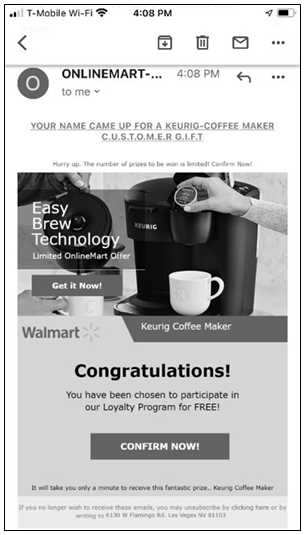 T-Mobile Wi-Fi 4:08 PM
O
ONLINEMART-... 4:08 PM
to me
YOUR NAME CAME UP FOR A KEURIG-COFFEE MAKER
C.U.S.T.O.M.E.R G.I.F.T
Hurry up. The number of prizes to be won is limited! Confirm Now!
Easy
Brew
Technology
Limited OnlineMart Offer
KEURIG
Get it Now!
Walmart
Keurig Coffee Maker
Congratulations!
You have been chosen to participate in
our Loyalty Program for FREE!
CONFIRM NOW!
It will take you only a minute to receive this fantastic prize.. Keurig Coffee Maker
If you no longer wish to receive these emails, you may unsubscribe by clicking here or by
writing to 6130 W Flamingo Rd. Las Vegas NV 81103